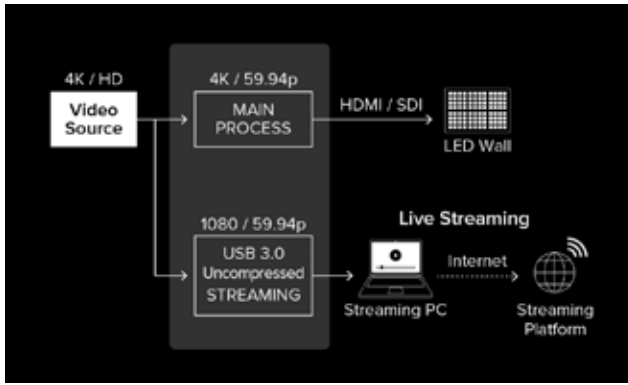 4K / HD
Video
Source
4K / 59.94p
MAIN
PROCESS
HDMI / SDI
LED Wall
1080 / 59.94p
USB 3.0
Uncompressed
STREAMING
Live Streaming
Streaming PC
Internet
Streaming
Platform